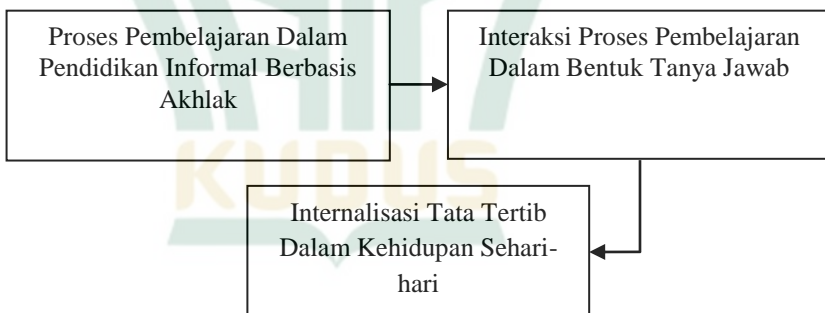 Proses Pembelajaran Dalam
Pendidikan Informal Berbasis
Akhlak
Interaksi Proses Pembelajaran
Dalam Bentuk Tanya Jawab
KUDUS
Internalisasi Tata Tertib
Dalam Kehidupan Sehari-
hari